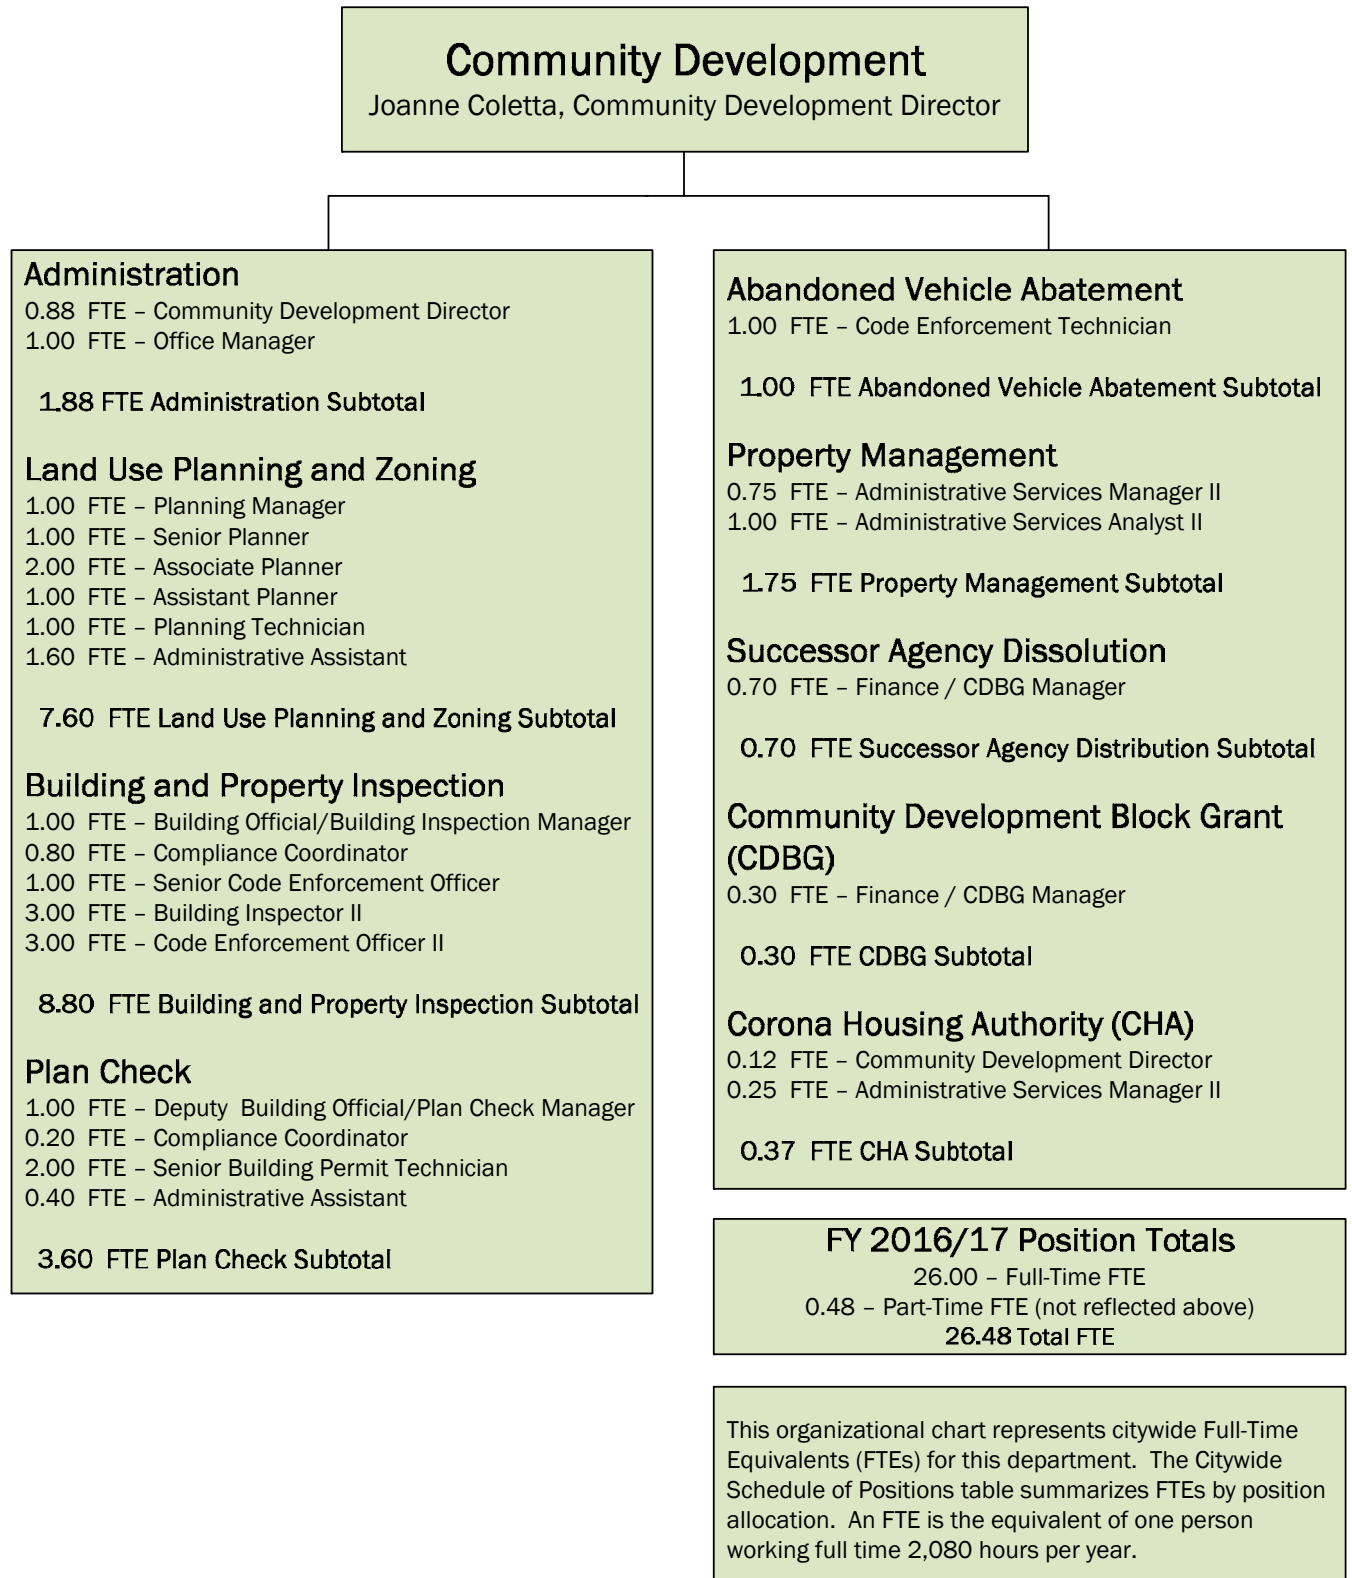 Community Development
Joanne Coletta, Community Development Director
Administration
0.88 FTE – Community Development Director
1.00 FTE – Office Manager
1.88 FTE Administration Subtotal
Land Use Planning and Zoning
1.00 FTE – Planning Manager
1.00 FTE – Senior Planner
2.00 FTE – Associate Planner
1.00 FTE – Assistant Planner
1.00 FTE – Planning Technician
1.60 FTE – Administrative Assistant
7.60 FTE Land Use Planning and Zoning Subtotal
Building and Property Inspection
1.00 FTE – Building Official/Building Inspection Manager
0.80 FTE – Compliance Coordinator
1.00 FTE – Senior Code Enforcement Officer
3.00 FTE – Building Inspector II
3.00 FTE – Code Enforcement Officer II
8.80 FTE Building and Property Inspection Subtotal
Plan Check
1.00 FTE – Deputy Building Official/Plan Check Manager
0.20 FTE – Compliance Coordinator
2.00 FTE – Senior Building Permit Technician
0.40 FTE – Administrative Assistant
3.60 FTE Plan Check Subtotal
Abandoned Vehicle Abatement
1.00 FTE – Code Enforcement Technician
1.00 FTE Abandoned Vehicle Abatement Subtotal
Property Management
0.75 FTE – Administrative Services Manager II
1.00 FTE – Administrative Services Analyst II
1.75 FTE Property Management Subtotal
Successor Agency Dissolution
0.70 FTE – Finance / CDBG Manager
0.70 FTE Successor Agency Distribution Subtotal
Community Development Block Grant
(CDBG)
0.30 FTE – Finance / CDBG Manager
0.30 FTE CDBG Subtotal
Corona Housing Authority (CHA)
0.12 FTE – Community Development Director
0.25 FTE – Administrative Services Manager II
0.37 FTE CHA Subtotal
FY 2016/17 Position Totals
26.00 – Full-Time FTE
0.48 – Part-Time FTE (not reflected above)
26.48 Total FTE
This organizational chart represents citywide Full-Time
Equivalents (FTEs) for this department. The Citywide
Schedule of Positions table summarizes FTEs by position
allocation. An FTE is the equivalent of one person
working full time 2,080 hours per year.